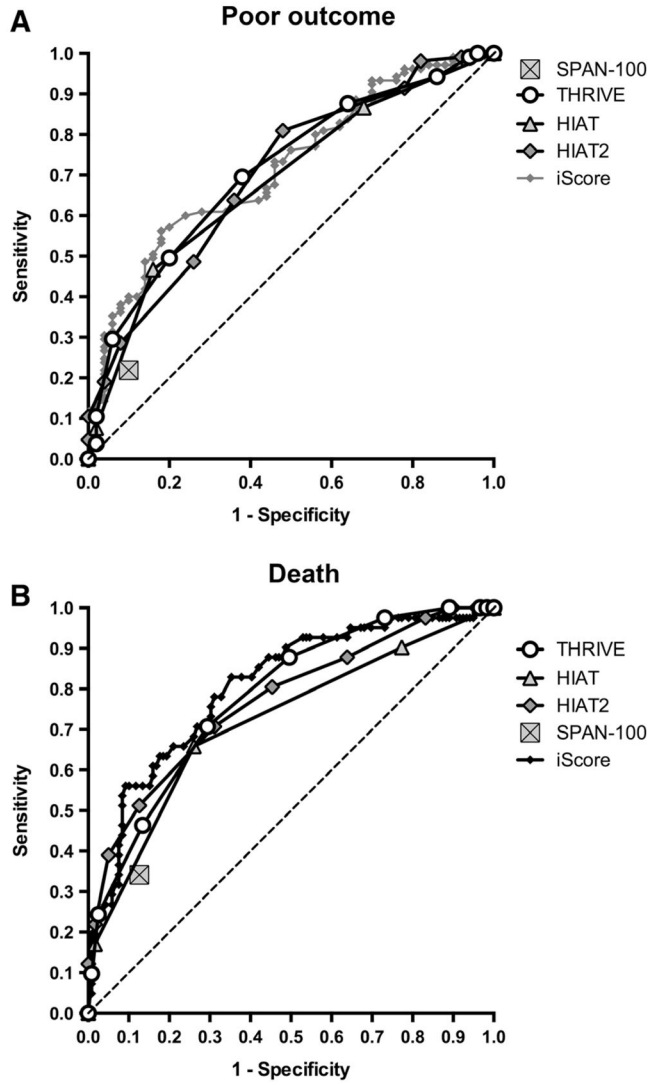 A
Poor outcome
1.0
0.9
0.8
0.7
0.6
0.5
0.4
0.3
0.2
0.1
0.0
Sensitivity
0.0 0.2 0.4 0.6 0.8 1.0
1 - Specificity
SPAN-100
THRIVE
HIAT
HIAT2
iScore
B
Death
1.0
0.9
0.8
0.7
0.6
0.5
0.4
0.3
0.2
0.1
0.0
Sensitivity
0.0 0.1 0.2 0.3 0.4 0.5 0.6 0.7 0.8 0.9 1.0
1 - Specificity
THRIVE
HIAT
HIAT2
SPAN-100
iScore